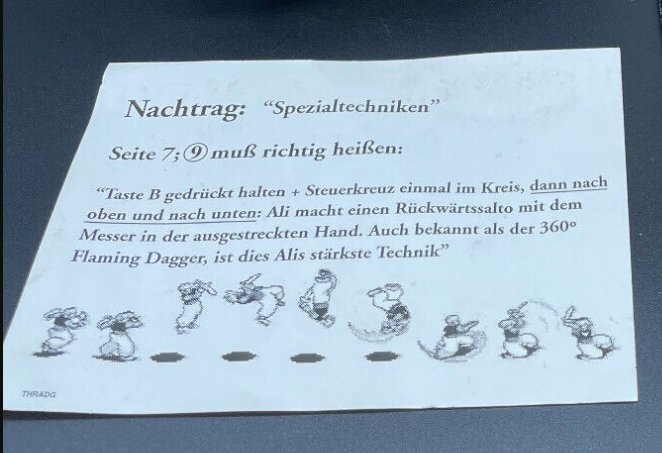 Nachtrag: “Spezialtechniken”
Seite 7; ⑨ muß richtig heißen:
“Taste B gedrückt halten + Steuerkreuz einmal im Kreis, dann nach
oben und nach unten: Ali macht einen Rückwärtssalto mit dem
Messer in der ausgestreckten Hand. Auch bekannt als der 360°
Flaming Dagger, ist dies Alis stärkste Technik”
THRADG